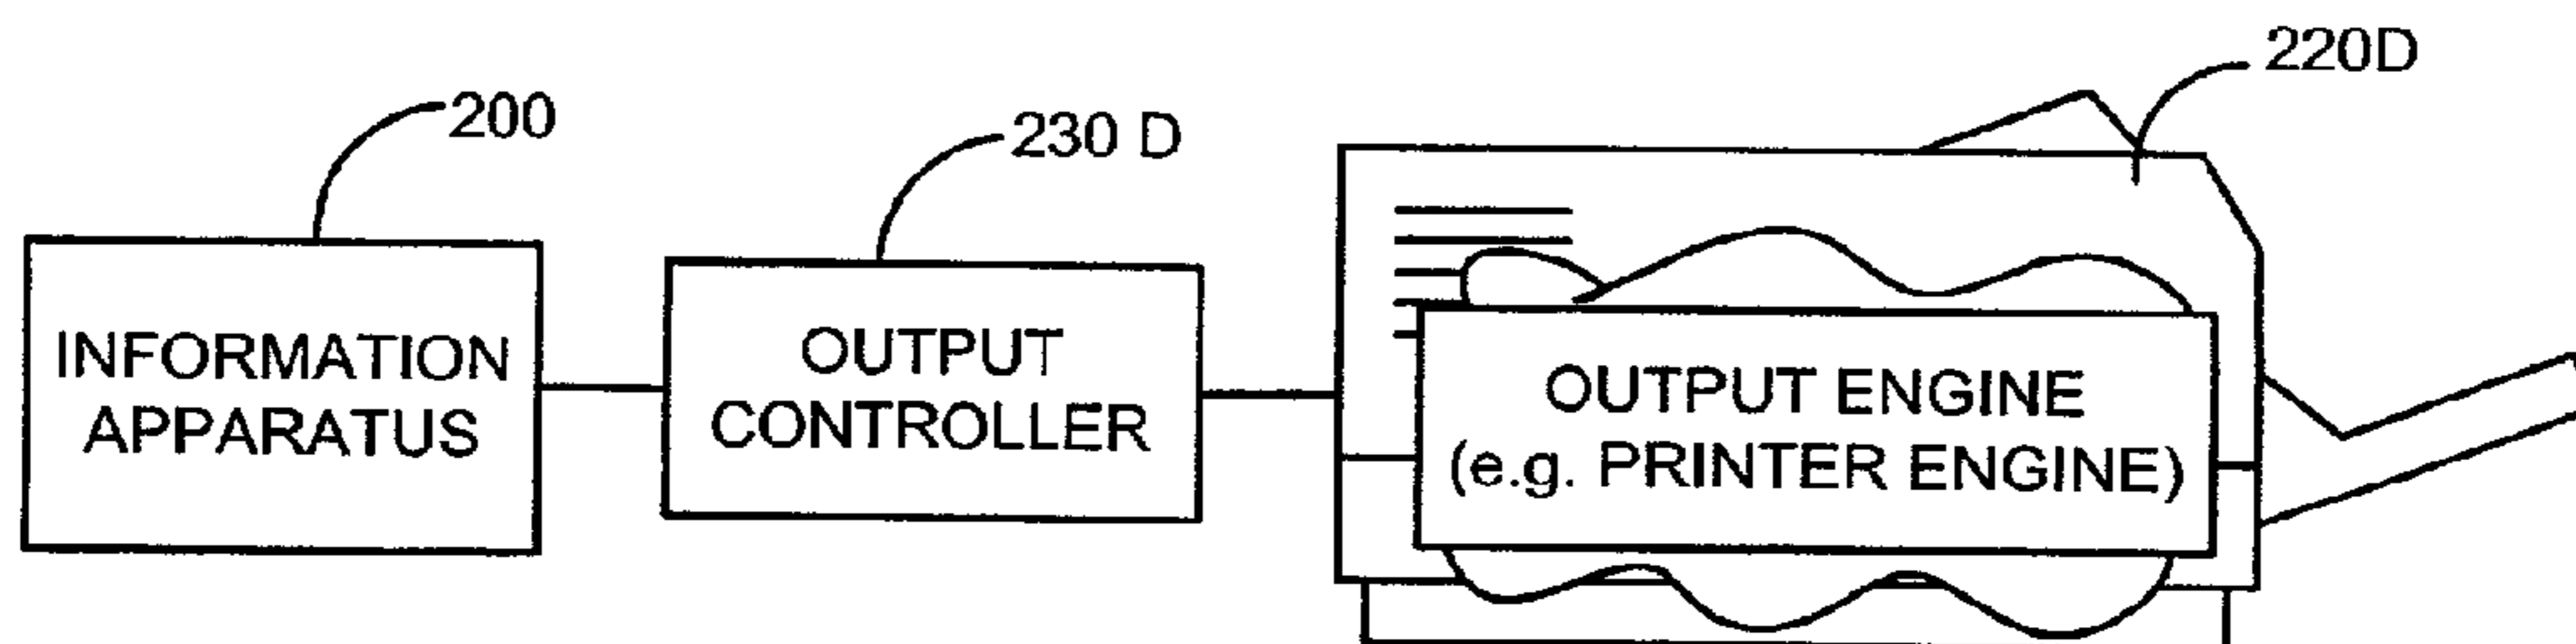 220D
200
230 D
INFORMATION
APPARATUS
OUTPUT
CONTROLLER
OUTPUT ENGINE
(e.g. PRINTER ENGINE)